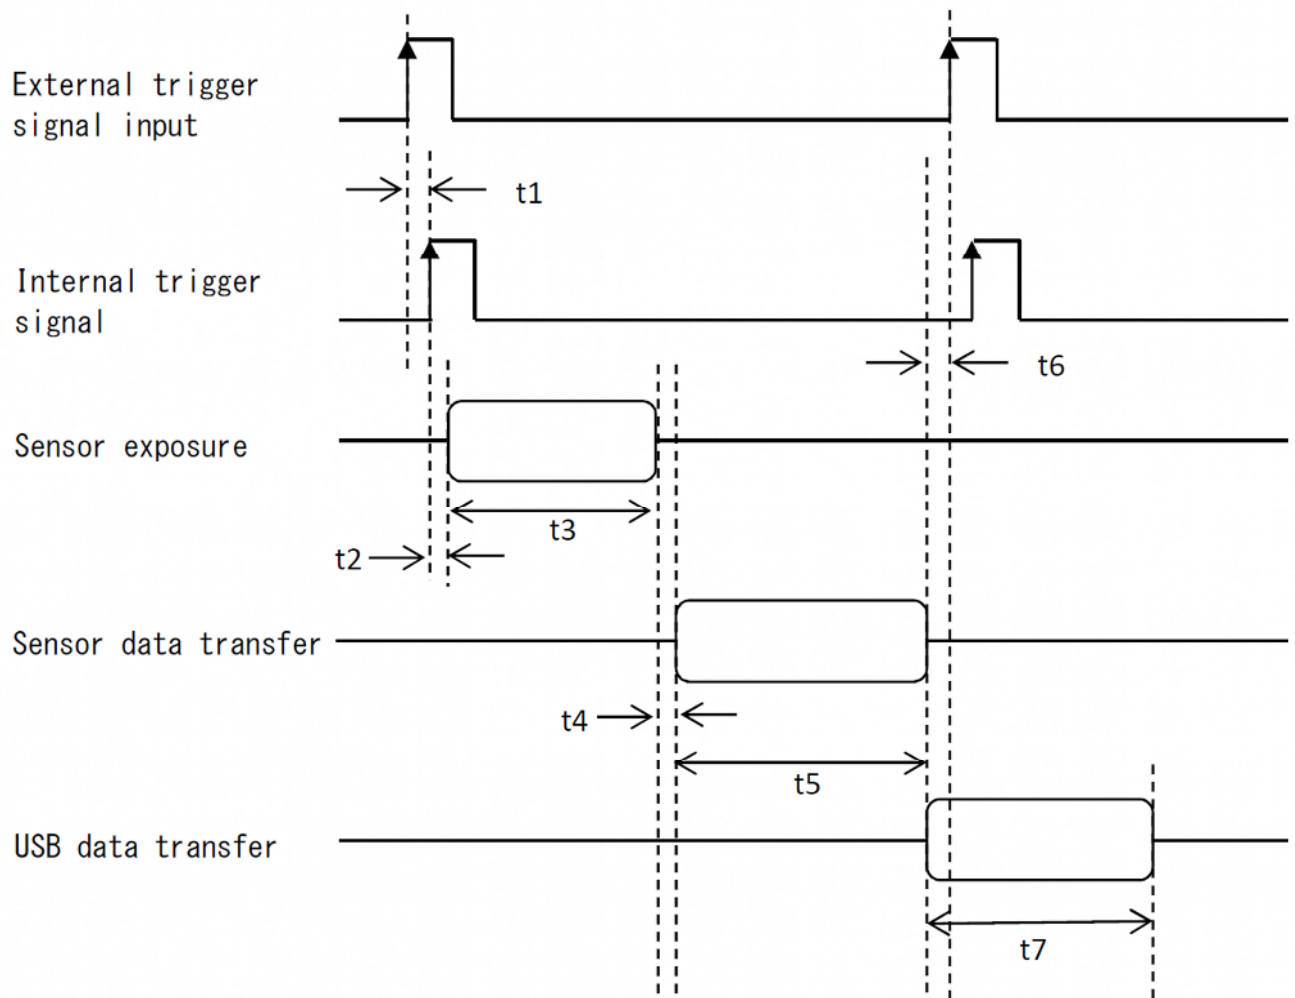 External trigger
signal input
t1
Internal trigger
signal
t6
Sensor exposure
t3
t2
Sensor data transfer
t4
t5
USB data transfer
t7